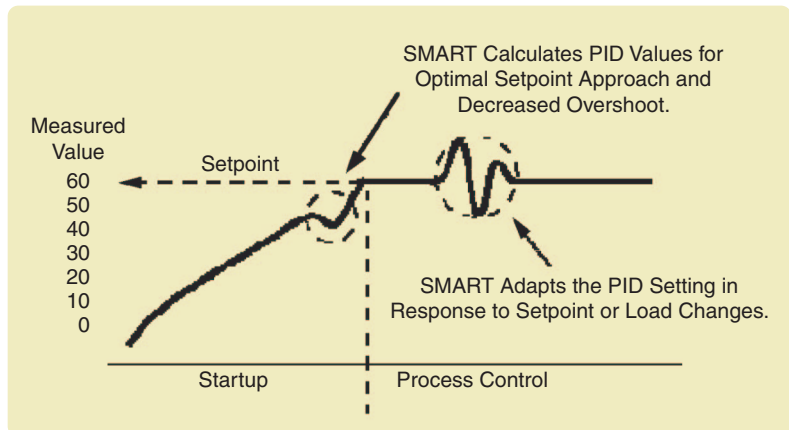 SMART Calculates PID Values for
Optimal Setpoint Approach and
Decreased Overshoot.
Measured
Value
Setpoint
60
50
40
30
20
10
0
SMART Adapts the PID Setting in
Response to Setpoint or Load Changes.
Startup
Process Control